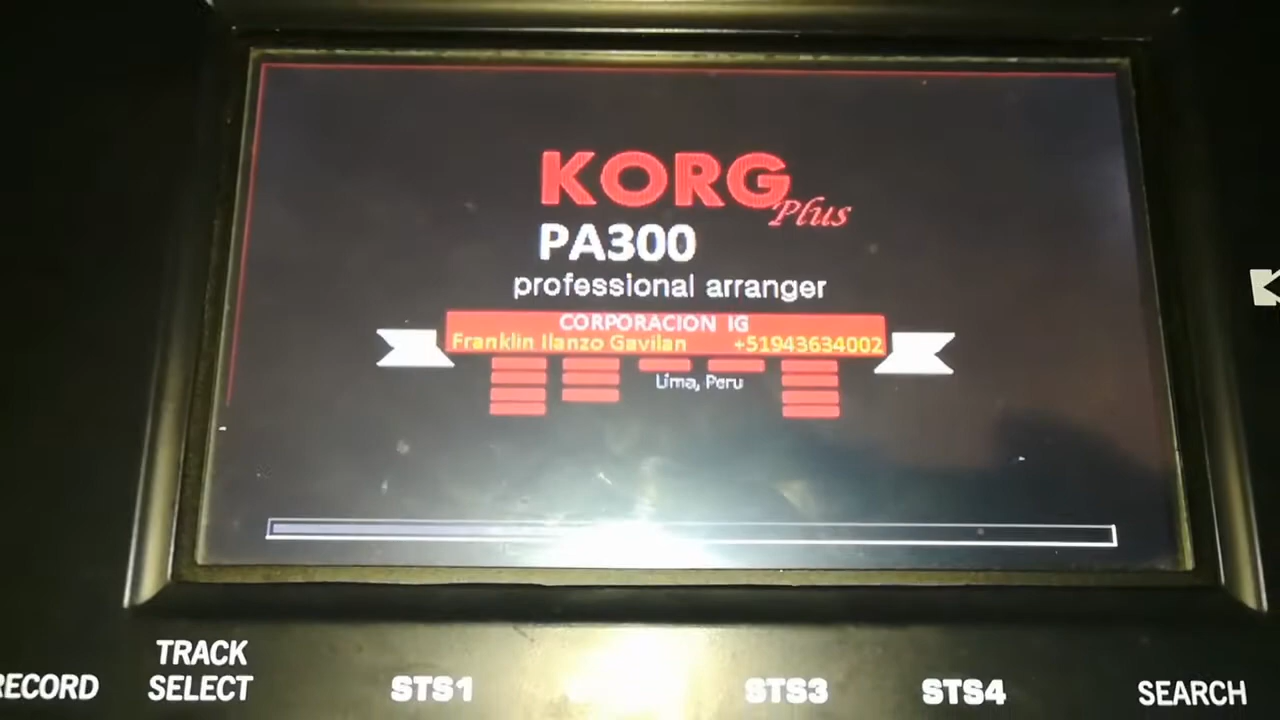 KORG
Plus
PA300
professional arranger
CORPORACION IG
Franklin Ilanzo Gavilan +51943634002
Lima, Peru
RECORD
TRACK
SELECT
STS1
STS3
STS4
SEARCH